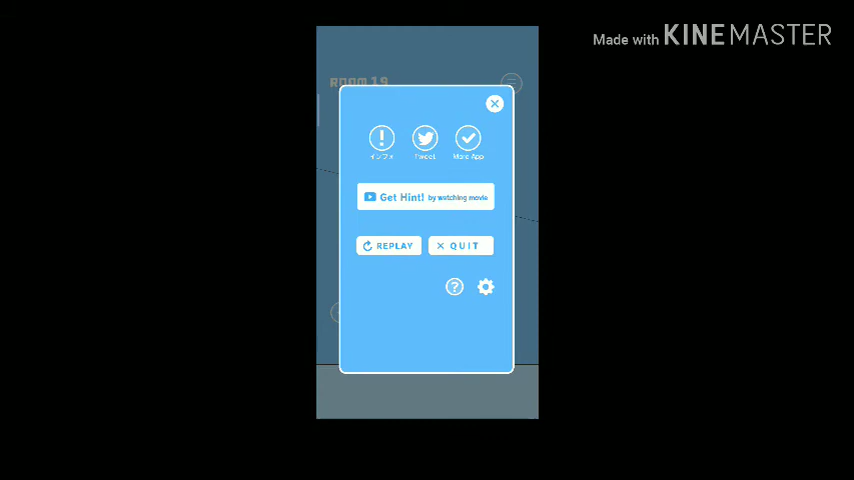 Made with KINEMASTER
ROOM 19
インフォ Tweet More App
Get Hint! by watching movie
REPLAY QUIT
?